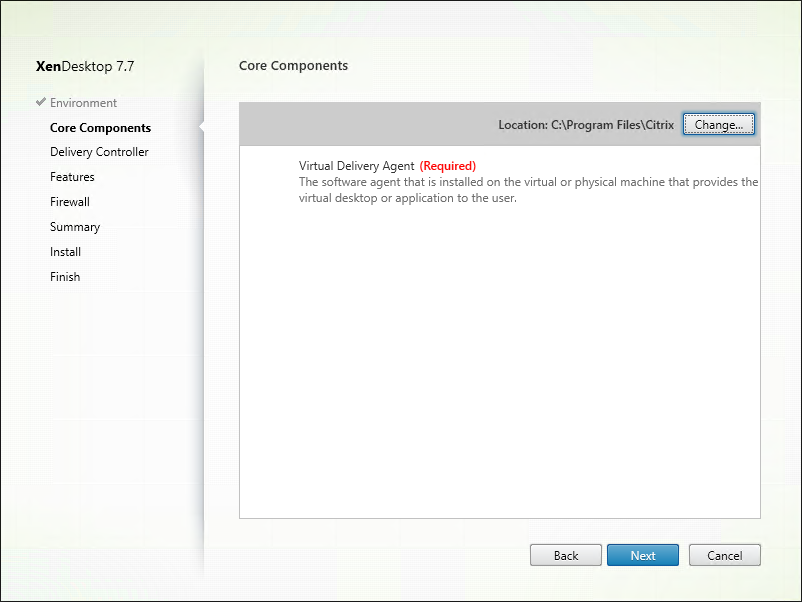 XenDesktop 7.7
Environment
Core Components
Delivery Controller
Features
Firewall
Summary
Install
Finish
Core Components
Location: C:\Program Files\Citrix
Change...
Virtual Delivery Agent (Required)
The software agent that is installed on the virtual or physical machine that provides the
virtual desktop or application to the user.
Back
Next
Cancel